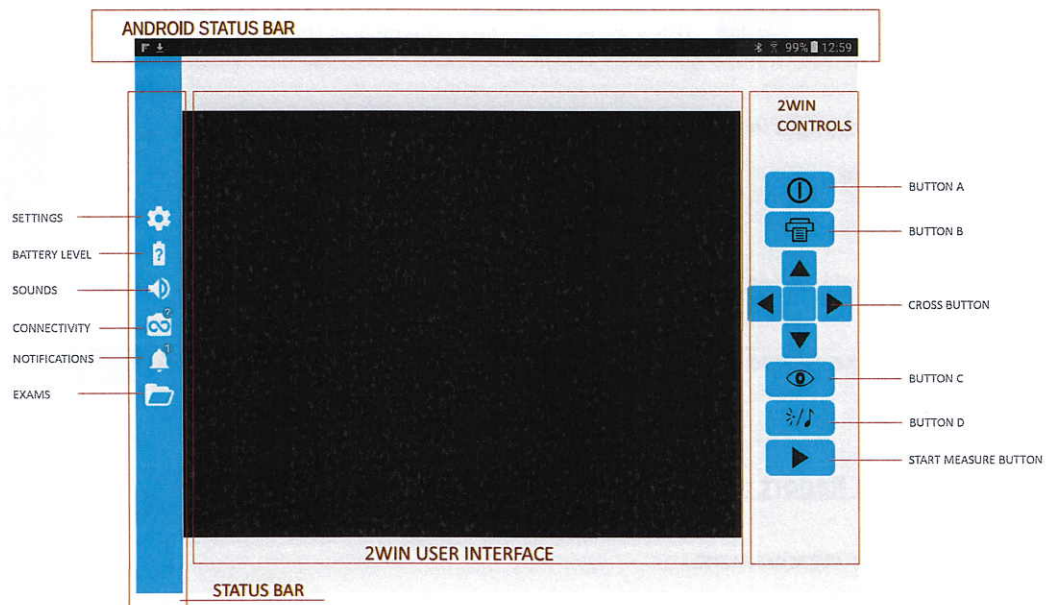 ANDROID STATUS BAR
99% 12:59
2WIN
CONTROLS
SETTINGS
BATTERY LEVEL
?
SOUNDS
CONNECTIVITY
?
NOTIFICATIONS
1
EXAMS
BUTTON A
BUTTON B
CROSS BUTTON
BUTTON C
BUTTON D
START MEASURE BUTTON
2WIN USER INTERFACE
STATUS BAR